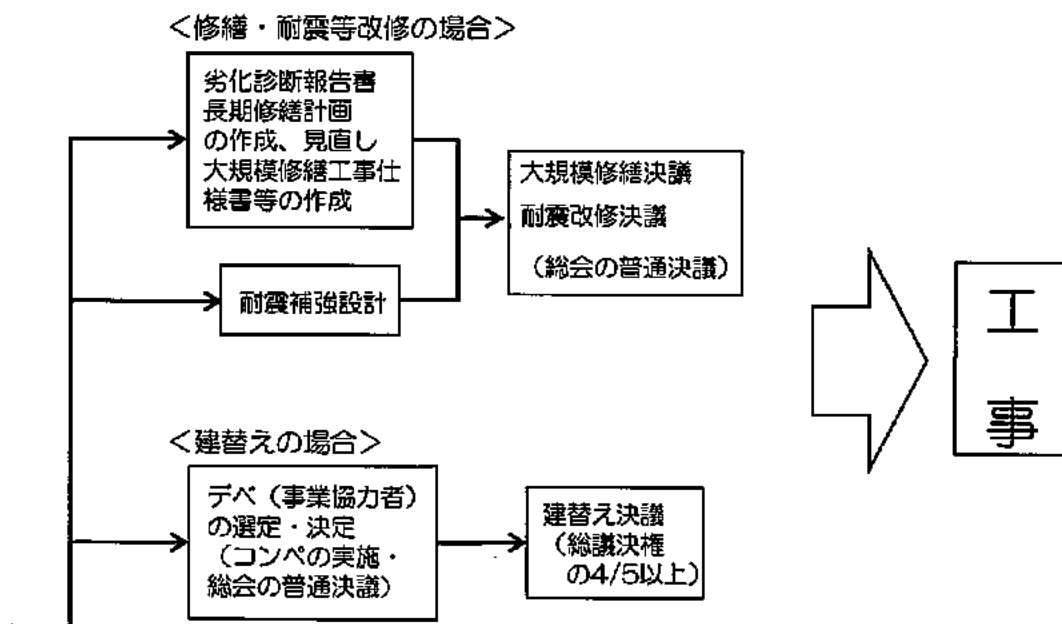 ＜修繕・耐震等改修の場合＞
劣化診断報告書
長期修繕計画
の作成、見直し
大規模修繕工事仕
様書等の作成
大規模修繕決議
耐震改修決議
（総会の普通決議）
耐震補強設計
工
事
＜建替えの場合＞
デベ（事業協力者）
の選定・決定
（コンペの実施・
総会の普通決議）
建替え決議
（総議決権
の4/5以上）